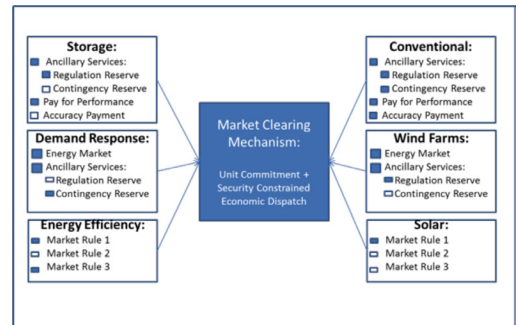 Storage:
Ancillary Services:
Regulation Reserve
Contingency Reserve
Pay for Performance
Accuracy Payment
Demand Response:
Energy Market
Ancillary Services:
Regulation Reserve
Contingency Reserve
Energy Efficiency:
Market Rule 1
Market Rule 2
Market Rule 3
Market Clearing
Mechanism:
Unit Commitment +
Security Constrained
Economic Dispatch
Conventional:
Ancillary Services:
Regulation Reserve
Contingency Reserve
Pay for Performance
Accuracy Payment
Wind Farms:
Energy Market
Ancillary Services:
Regulation Reserve
Contingency Reserve
Solar:
Market Rule 1
Market Rule 2
Market Rule 3